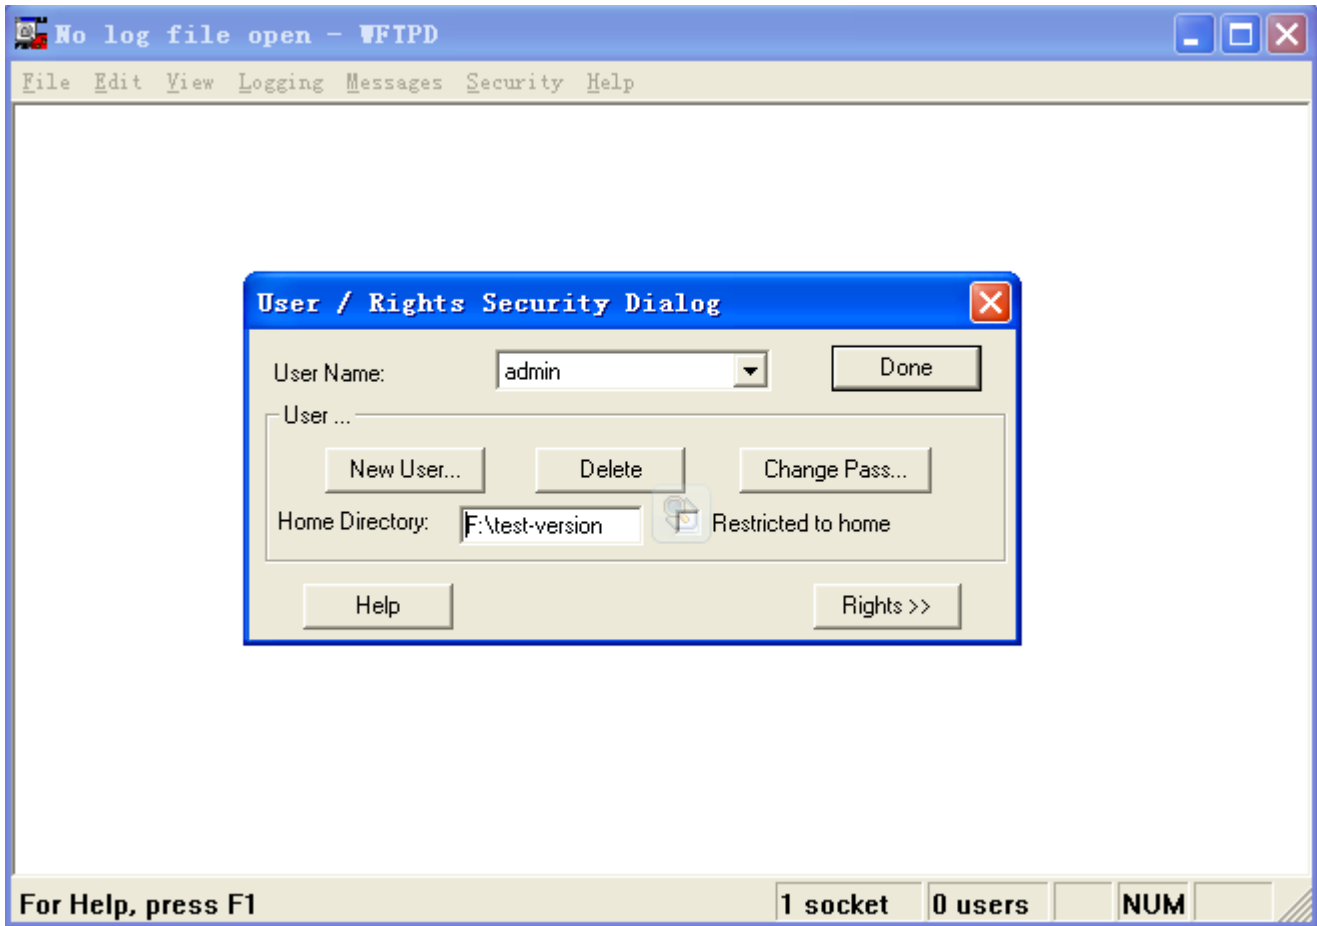 No log file open - WFTPD
File Edit View Logging Messages Security Help
User / Rights Security Dialog
User Name: admin Done
User ...
New User... Delete Change Pass...
Home Directory: F:\test-version Restricted to home
Help Rights >>
For Help, press F1 1 socket 0 users NUM